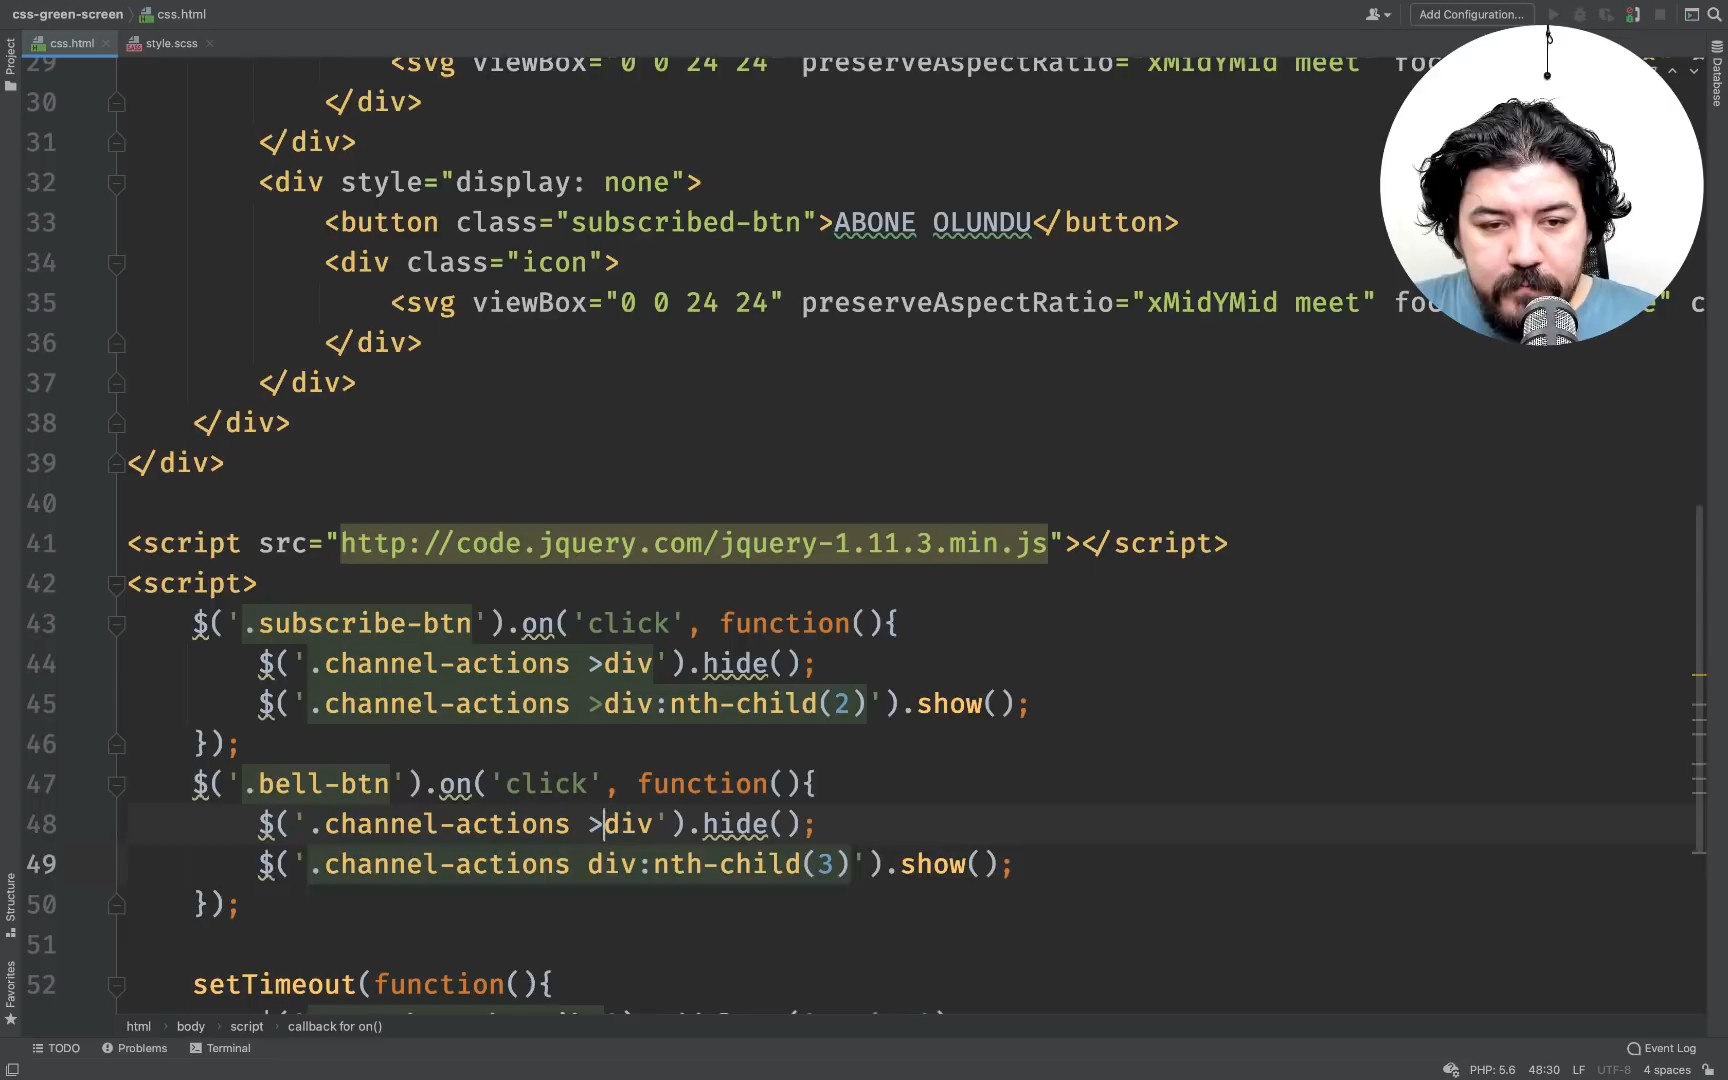 css-green-screen
css.html
Add Configuration...
css.html
style.scss
Project
Database
29 <svg viewBox="0 0 24 24" preserveAspectRatio="xMidYMid meet"
30 </div>
31 </div>
32 <div style="display: none">
33 <button class="subscribed-btn">ABONE OLUNDU</button>
34 <div class="icon">
35 <svg viewBox="0 0 24 24" preserveAspectRatio="xMidYMid meet"
36 </div>
37 </div>
38 </div>
39 </div>
40
41 <script src="http://code.jquery.com/jquery-1.11.3.min.js"></script>
42 <script>
43 $('.subscribe-btn').on('click', function(){
44 $('.channel-actions >div').hide();
45 $('.channel-actions >div:nth-child(2)').show();
46 });
47 $('.bell-btn').on('click', function(){
48 $('.channel-actions >div').hide();
49 $('.channel-actions div:nth-child(3)').show();
50 });
51
52 setTimeout(function(){
Structure
Favorites
html body script callback for on()
TODO Problems Terminal
Event Log
PHP: 5.6 48:30 LF UTF-8 4 spaces